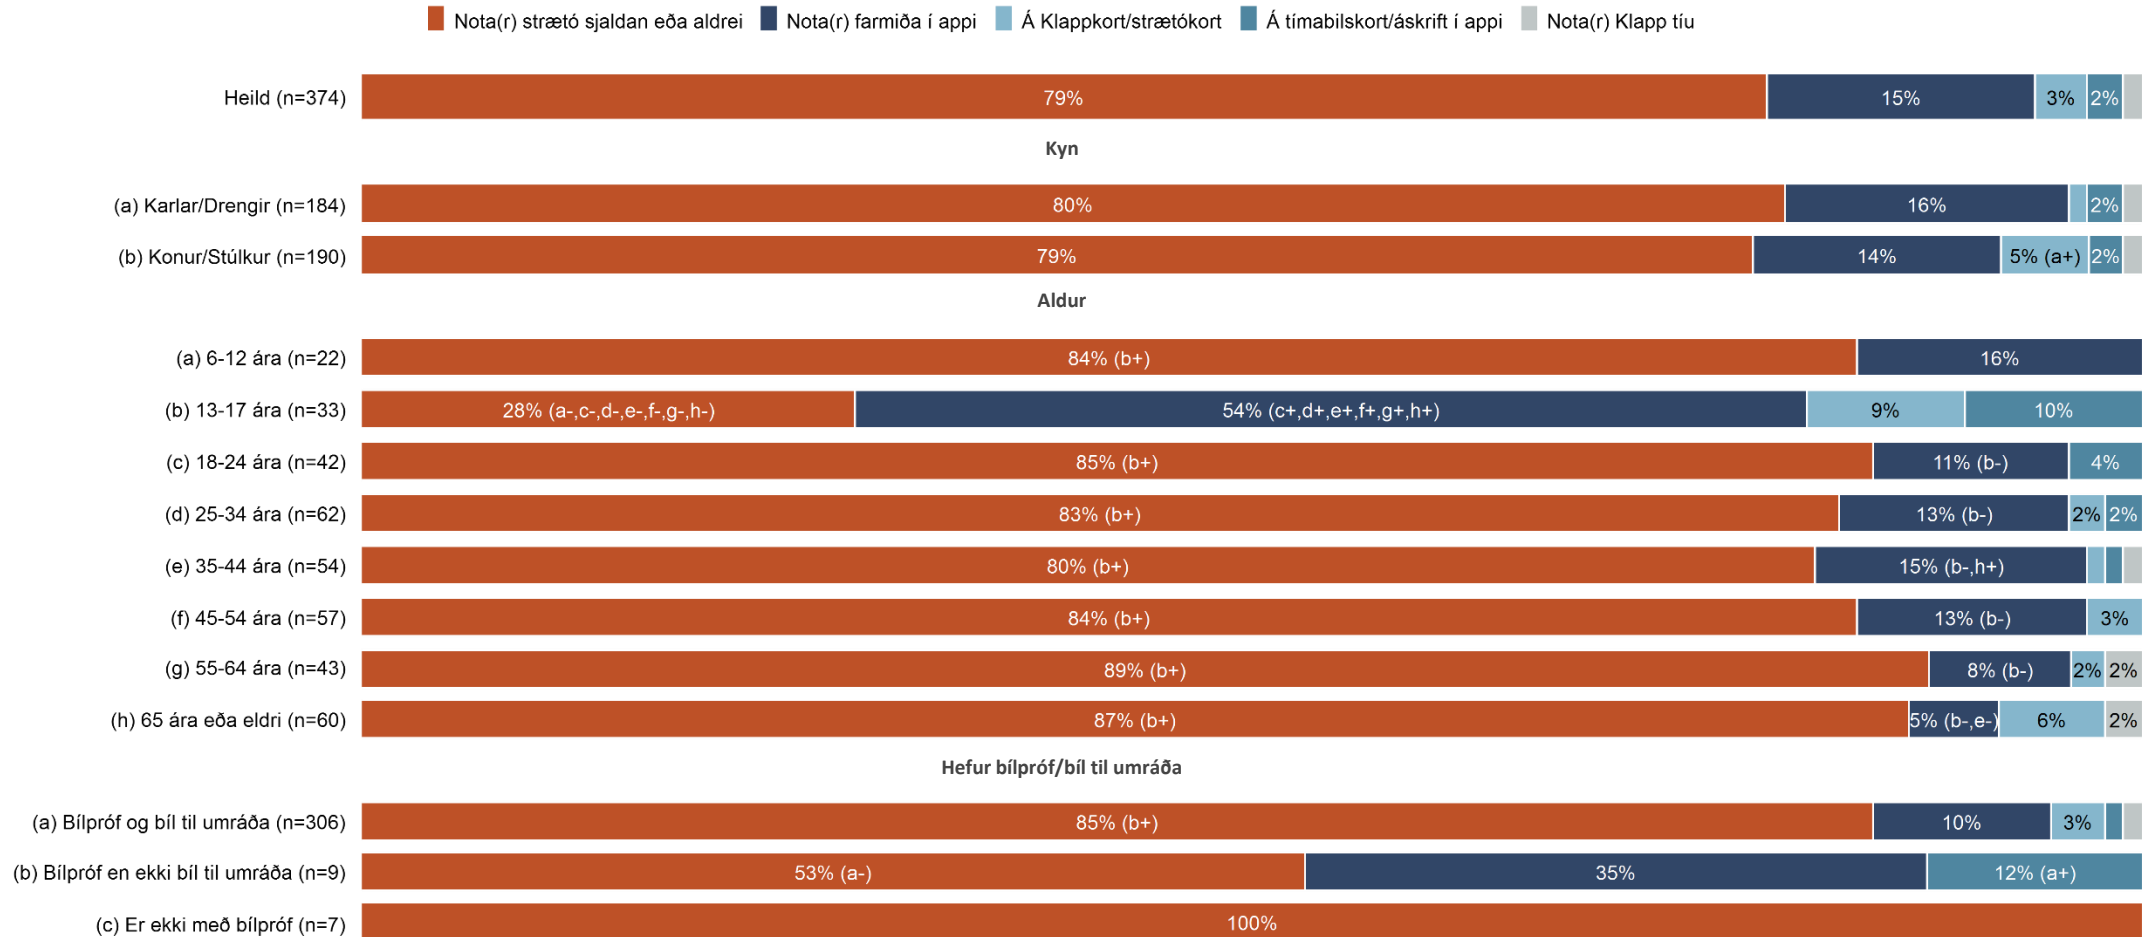 Nota(r) strætó sjaldan eða aldrei Nota(r) farmiða í appi Á Klappkort/strætókort Á tímabilskort/áskrift í appi Nota(r) Klapp tíu
Heild (n=374) 79% 15% 3% 2%
Kyn
(a) Karlar/Drengir (n=184) 80% 16% 2%
(b) Konur/Stúlkur (n=190) 79% 14% 5% (a+) 2%
Aldur
(a) 6-12 ára (n=22) 84% (b+) 16%
(b) 13-17 ára (n=33) 28% (a-,c-,d-,e-,f-,g-,h-) 54% (c+,d+,e+,f+,g+,h+) 9% 10%
(c) 18-24 ára (n=42) 85% (b+) 11% (b-) 4%
(d) 25-34 ára (n=62) 83% (b+) 13% (b-) 2% 2%
(e) 35-44 ára (n=54) 80% (b+) 15% (b-,h+)
(f) 45-54 ára (n=57) 84% (b+) 13% (b-) 3%
(g) 55-64 ára (n=43) 89% (b+) 8% (b-) 2% 2%
(h) 65 ára eða eldri (n=60) 87% (b+) 5% (b-,e-) 6% 2%
Hefur bílpróf/bíl til umráða
(a) Bílpróf og bíl til umráða (n=306) 85% (b+) 10% 3%
(b) Bílpróf en ekki bíl til umráða (n=9) 53% (a-) 35% 12% (a+)
(c) Er ekki með bílpróf (n=7) 100%